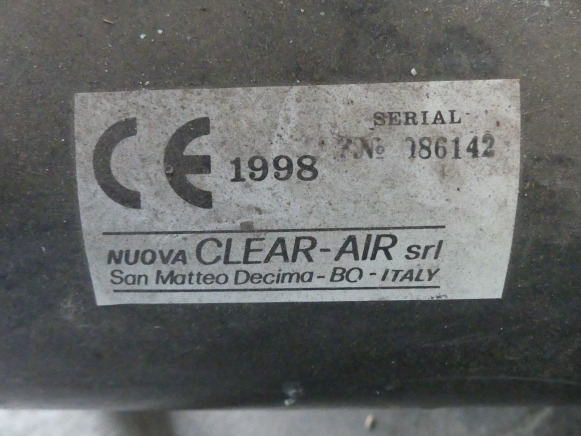 SERIAL
CE 1998 Nº 086142
NUOVA CLEAR-AIR srl
San Matteo Decima - BO - ITALY